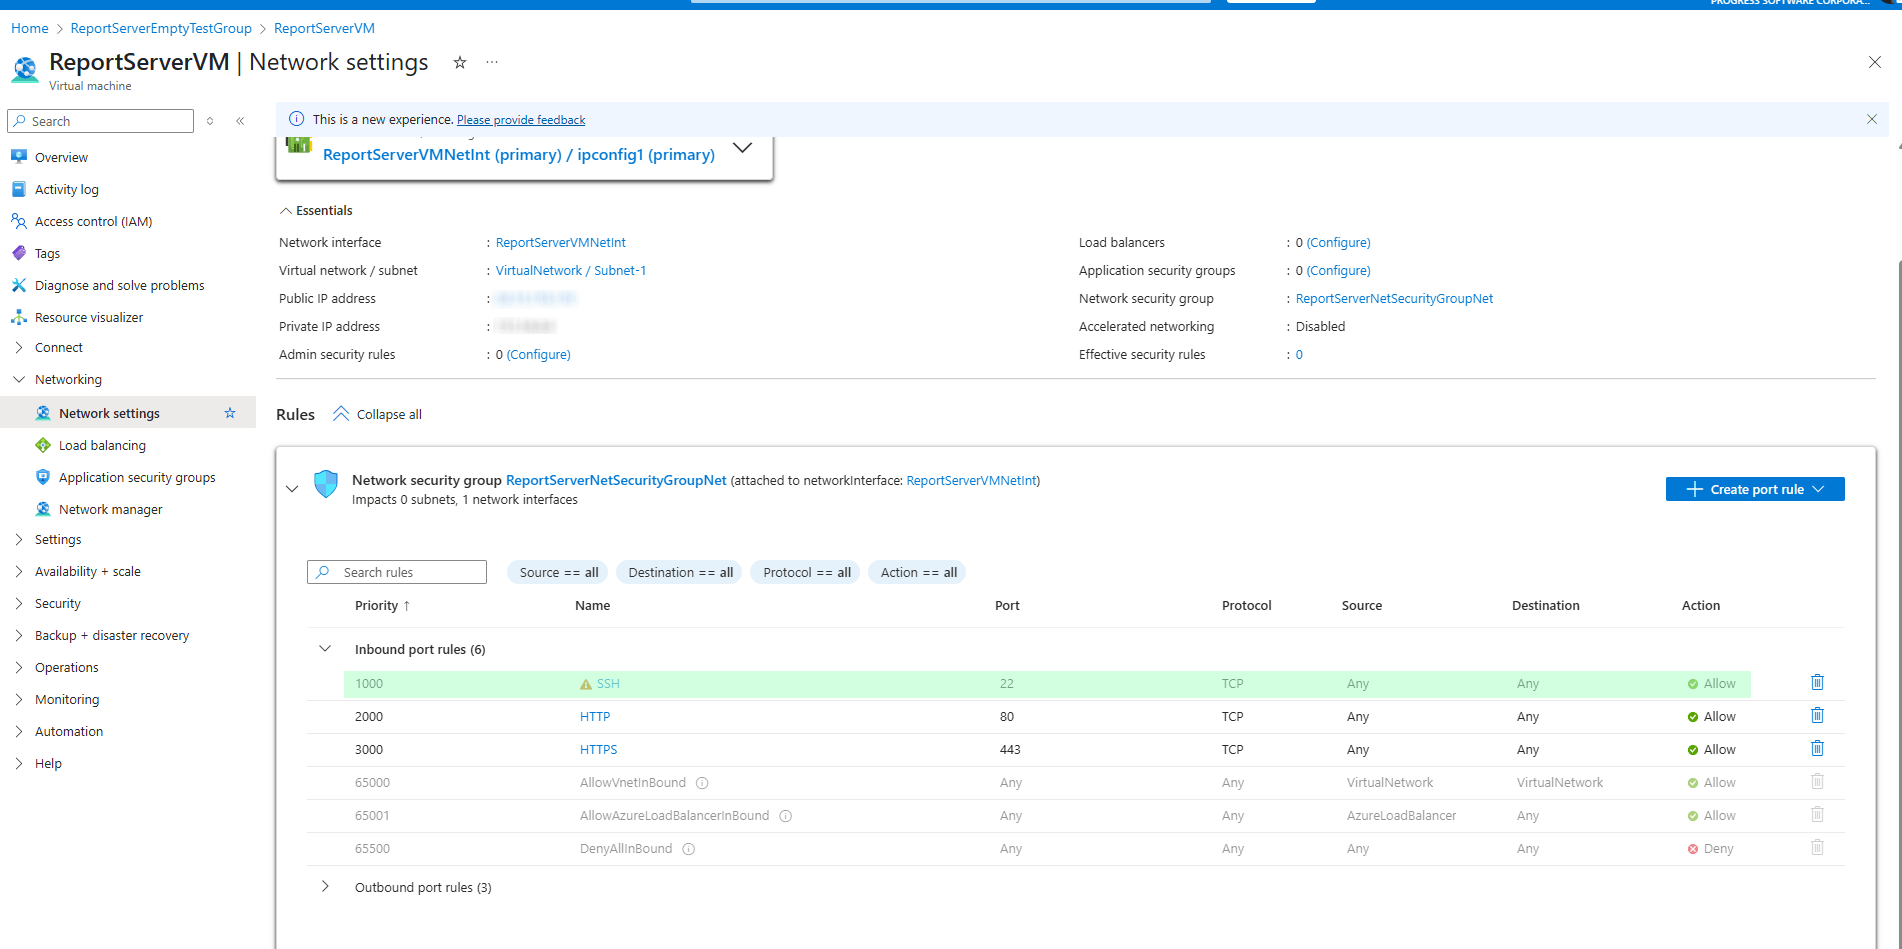 PROGRESS SOFTWARE CORPORA...
Home > ReportServerEmptyTestGroup > ReportServerVM
ReportServerVM | Network settings ☆ ...
Virtual machine
Search
Overview
Activity log
Access control (IAM)
Tags
Diagnose and solve problems
Resource visualizer
Connect
Networking
Network settings
Load balancing
Application security groups
Network manager
Settings
Availability + scale
Security
Backup + disaster recovery
Operations
Monitoring
Automation
Help
This is a new experience. Please provide feedback
ReportServerVMNetInt (primary) / ipconfig1 (primary)
Essentials
Network interface : ReportServerVMNetInt
Virtual network / subnet : VirtualNetwork / Subnet-1
Public IP address :
Private IP address :
Admin security rules : 0 (Configure)
Load balancers : 0 (Configure)
Application security groups : 0 (Configure)
Network security group : ReportServerNetSecurityGroupNet
Accelerated networking : Disabled
Effective security rules : 0
Rules Collapse all
Network security group ReportServerNetSecurityGroupNet (attached to networkInterface: ReportServerVMNetInt)
Impacts 0 subnets, 1 network interfaces
Create port rule
Search rules Source == all Destination == all Protocol == all Action == all
Priority ↑ Name Port Protocol Source Destination Action
Inbound port rules (6)
1000 SSH 22 TCP Any Any Allow
2000 HTTP 80 TCP Any Any Allow
3000 HTTPS 443 TCP Any Any Allow
65000 AllowVnetInBound Any Any VirtualNetwork VirtualNetwork Allow
65001 AllowAzureLoadBalancerInBound Any Any AzureLoadBalancer Any Allow
65500 DenyAllInBound Any Any Any Any Deny
Outbound port rules (3)